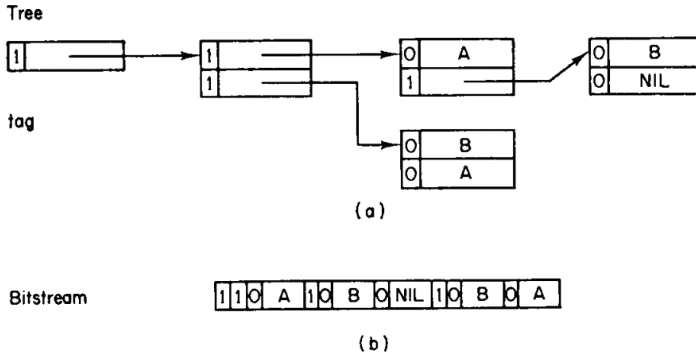 Tree
1 1 0 A 0 B
1 1 0 NIL
tag
0 B
0 A
(a)
Bitstream 1 1 0 A 1 0 B 0 NIL 1 0 B 0 A
(b)